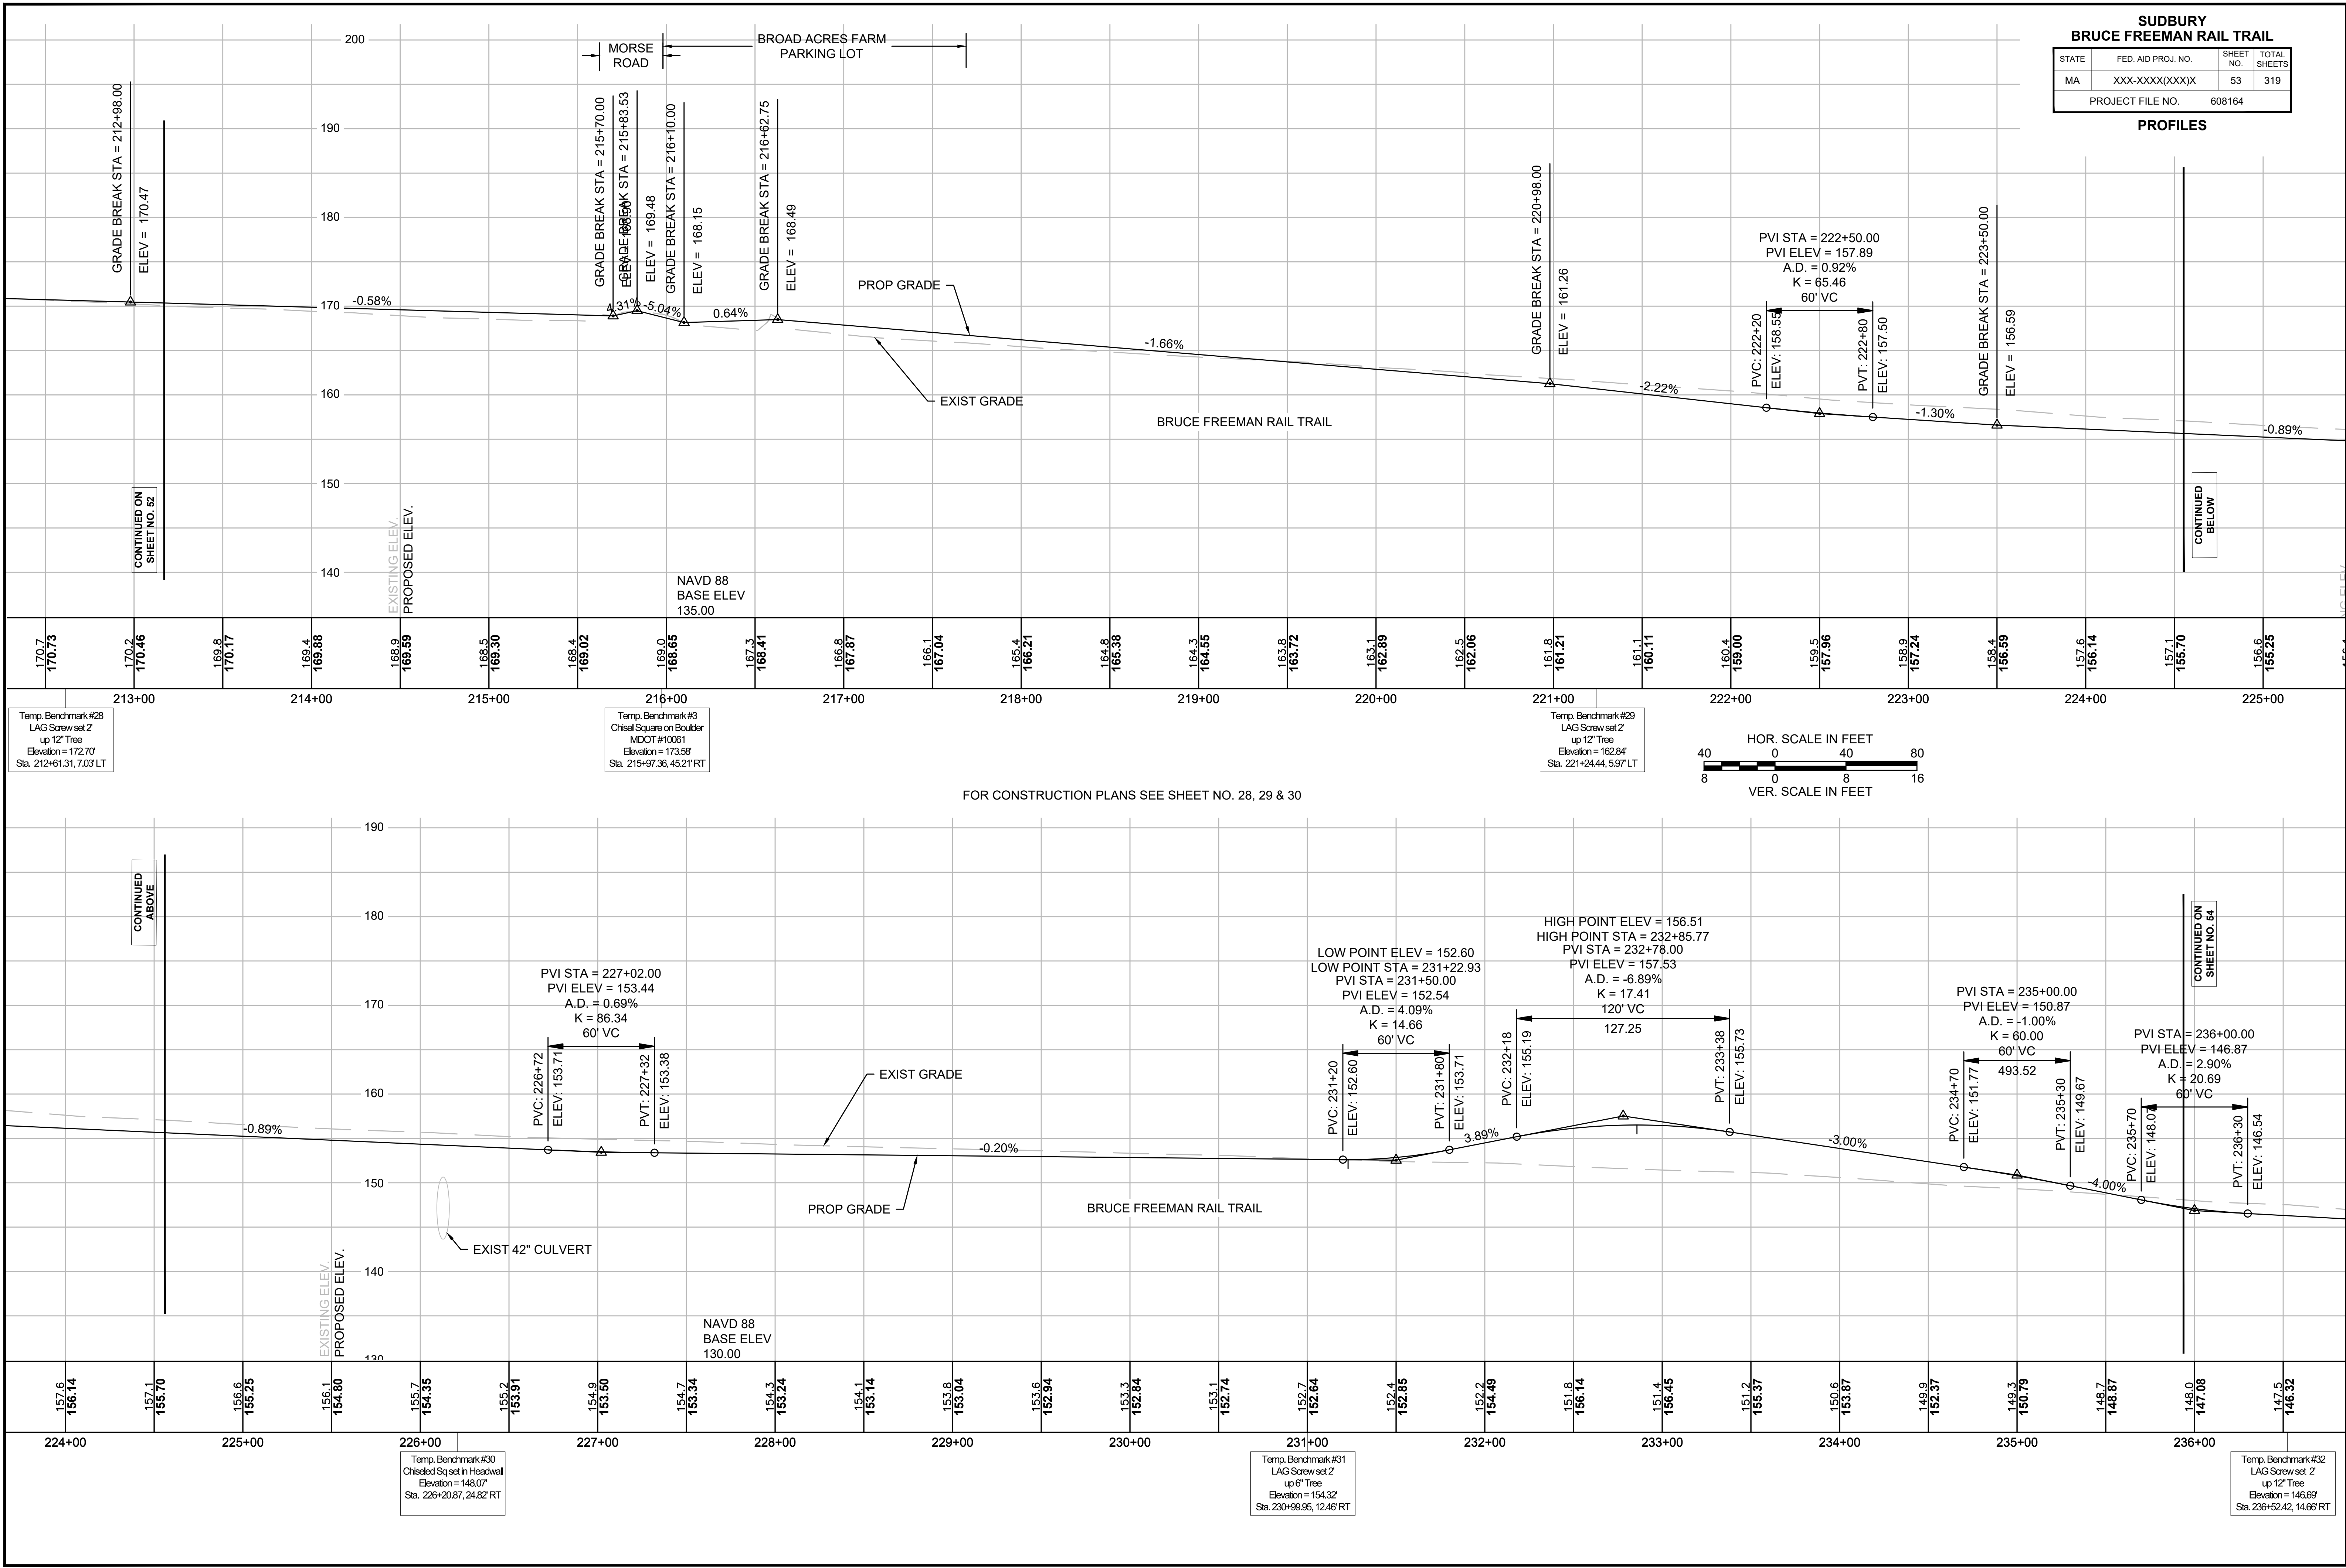 SUDBURY
BRUCE FREEMAN RAIL TRAIL
STATE FED. AID PROJ. NO. SHEET NO. TOTAL SHEETS
MA XXX-XXXX(XXX)X 53 319
PROJECT FILE NO. 608164
PROFILES
200
190
180
170
160
150
140
MORSE
ROAD
BROAD ACRES FARM
PARKING LOT
GRADE BREAK STA = 212+98.00
ELEV = 170.47
GRADE BREAK STA = 215+70.00
ELEV = 168.90
GRADE BREAK STA = 215+83.53
ELEV = 169.48
GRADE BREAK STA = 216+10.00
ELEV = 168.15
GRADE BREAK STA = 216+62.75
ELEV = 168.49
GRADE BREAK STA = 220+98.00
ELEV = 161.26
PVI STA = 222+50.00
PVI ELEV = 157.89
A.D. = 0.92%
K = 65.46
60' VC
PVC: 222+20
ELEV: 158.55
PVT: 222+80
ELEV: 157.50
GRADE BREAK STA = 223+50.00
ELEV = 156.59
-0.58%
4.31%
-5.04%
0.64%
-1.66%
-2.22%
-1.30%
-0.89%
PROP GRADE
EXIST GRADE
BRUCE FREEMAN RAIL TRAIL
CONTINUED ON
SHEET NO. 52
CONTINUED
BELOW
EXISTING ELEV.
PROPOSED ELEV.
NAVD 88
BASE ELEV
135.00
170.7 170.73
170.2 170.46
169.8 170.17
169.4 169.88
168.9 169.59
168.5 169.30
168.4 169.02
169.0 168.65
167.3 168.41
166.8 167.87
166.1 167.04
165.4 166.21
164.8 165.38
164.3 164.55
163.8 163.72
163.1 162.89
162.5 162.06
161.8 161.21
161.1 160.11
160.4 159.00
159.5 157.96
158.9 157.24
158.4 156.59
157.6 156.14
157.1 155.70
156.6 155.25
213+00 214+00 215+00 216+00 217+00 218+00 219+00 220+00 221+00 222+00 223+00 224+00 225+00
Temp. Benchmark #28
LAG Screw set 2'
up 12" Tree
Elevation = 172.70'
Sta. 212+61.31, 7.03' LT
Temp. Benchmark #3
Chisel Square on Boulder
MDOT #10061
Elevation = 173.58'
Sta. 215+97.36, 45.21' RT
Temp. Benchmark #29
LAG Screw set 2'
up 12" Tree
Elevation = 162.84'
Sta. 221+24.44, 5.97' LT
HOR. SCALE IN FEET
40 0 40 80
8 0 8 16
VER. SCALE IN FEET
FOR CONSTRUCTION PLANS SEE SHEET NO. 28, 29 & 30
190
180
170
160
150
140
130
CONTINUED
ABOVE
PVI STA = 227+02.00
PVI ELEV = 153.44
A.D. = 0.69%
K = 86.34
60' VC
PVC: 226+72
ELEV: 153.71
PVT: 227+32
ELEV: 153.38
LOW POINT ELEV = 152.60
LOW POINT STA = 231+22.93
PVI STA = 231+50.00
PVI ELEV = 152.54
A.D. = 4.09%
K = 14.66
60' VC
PVC: 231+20
ELEV: 152.60
PVT: 231+80
ELEV: 153.71
HIGH POINT ELEV = 156.51
HIGH POINT STA = 232+85.77
PVI STA = 232+78.00
PVI ELEV = 157.53
A.D. = -6.89%
K = 17.41
120' VC
127.25
PVC: 232+18
ELEV: 155.19
PVT: 233+38
ELEV: 155.73
PVI STA = 235+00.00
PVI ELEV = 150.87
A.D. = -1.00%
K = 60.00
60' VC
493.52
PVC: 234+70
ELEV: 151.77
PVT: 235+30
ELEV: 149.67
PVI STA = 236+00.00
PVI ELEV = 146.87
A.D. = 2.90%
K = 20.69
60' VC
PVC: 235+70
ELEV: 148.07
PVT: 236+30
ELEV: 146.54
CONTINUED ON
SHEET NO. 54
-0.89%
-0.20%
3.89%
-3.00%
-4.00%
EXIST GRADE
PROP GRADE
BRUCE FREEMAN RAIL TRAIL
EXIST 42" CULVERT
EXISTING ELEV.
PROPOSED ELEV.
NAVD 88
BASE ELEV
130.00
157.6 156.14
157.1 155.70
156.6 155.25
156.1 154.80
155.7 154.35
155.2 153.91
154.9 153.50
154.7 153.34
154.3 153.24
154.1 153.14
153.8 153.04
153.6 152.94
153.3 152.84
153.1 152.74
152.7 152.64
152.4 152.85
152.2 154.49
151.8 156.14
151.4 156.45
151.2 155.37
150.6 153.87
149.9 152.37
149.3 150.79
148.7 148.87
148.0 147.08
147.5 146.32
224+00 225+00 226+00 227+00 228+00 229+00 230+00 231+00 232+00 233+00 234+00 235+00 236+00
Temp. Benchmark #30
Chiseled Sq set in Headwall
Elevation = 148.07'
Sta. 226+20.87, 24.82' RT
Temp. Benchmark #31
LAG Screw set 2'
up 6" Tree
Elevation = 154.32'
Sta. 230+99.95, 12.46' RT
Temp. Benchmark #32
LAG Screw set 2'
up 12" Tree
Elevation = 146.69'
Sta. 236+52.42, 14.66' RT